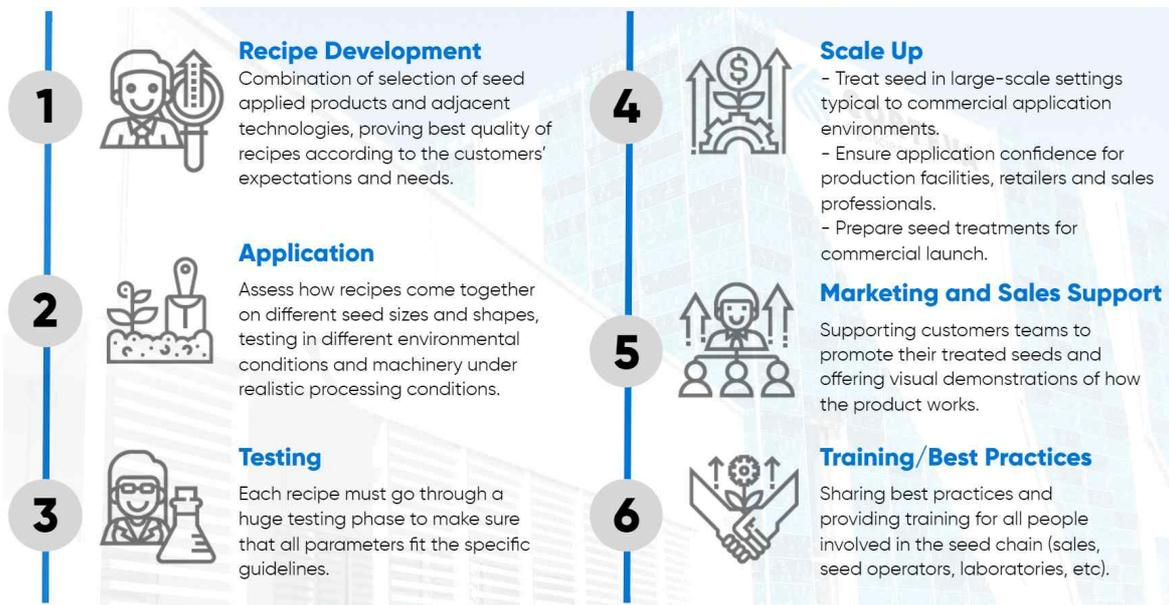 1
Recipe Development
Combination of selection of seed
applied products and adjacent
technologies, proving best quality of
recipes according to the customers'
expectations and needs.
2
Application
Assess how recipes come together
on different seed sizes and shapes,
testing in different environmental
conditions and machinery under
realistic processing conditions.
3
Testing
Each recipe must go through a
huge testing phase to make sure
that all parameters fit the specific
guidelines.
4
Scale Up
- Treat seed in large-scale settings
typical to commercial application
environments.
- Ensure application confidence for
production facilities, retailers and sales
professionals.
- Prepare seed treatments for
commercial launch.
5
Marketing and Sales Support
Supporting customers teams to
promote their treated seeds and
offering visual demonstrations of how
the product works.
6
Training/Best Practices
Sharing best practices and
providing training for all people
involved in the seed chain (sales,
seed operators, laboratories, etc).